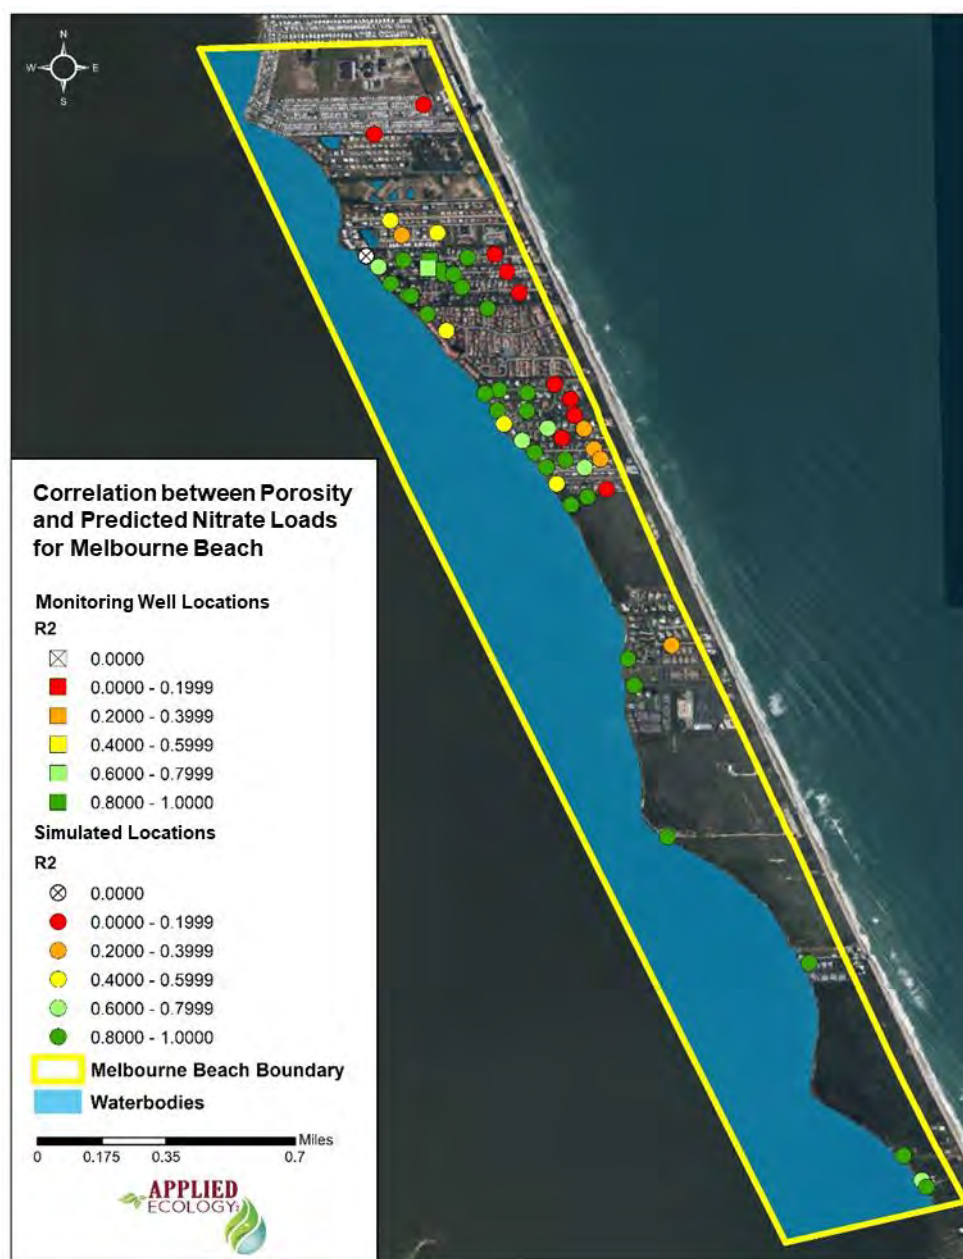 N
W E
S
Correlation between Porosity
and Predicted Nitrate Loads
for Melbourne Beach
Monitoring Well Locations
R2
0.0000
0.0000 - 0.1999
0.2000 - 0.3999
0.4000 - 0.5999
0.6000 - 0.7999
0.8000 - 1.0000
Simulated Locations
R2
0.0000
0.0000 - 0.1999
0.2000 - 0.3999
0.4000 - 0.5999
0.6000 - 0.7999
0.8000 - 1.0000
Melbourne Beach Boundary
Waterbodies
Miles
0 0.175 0.35 0.7
APPLIED
ECOLOGY